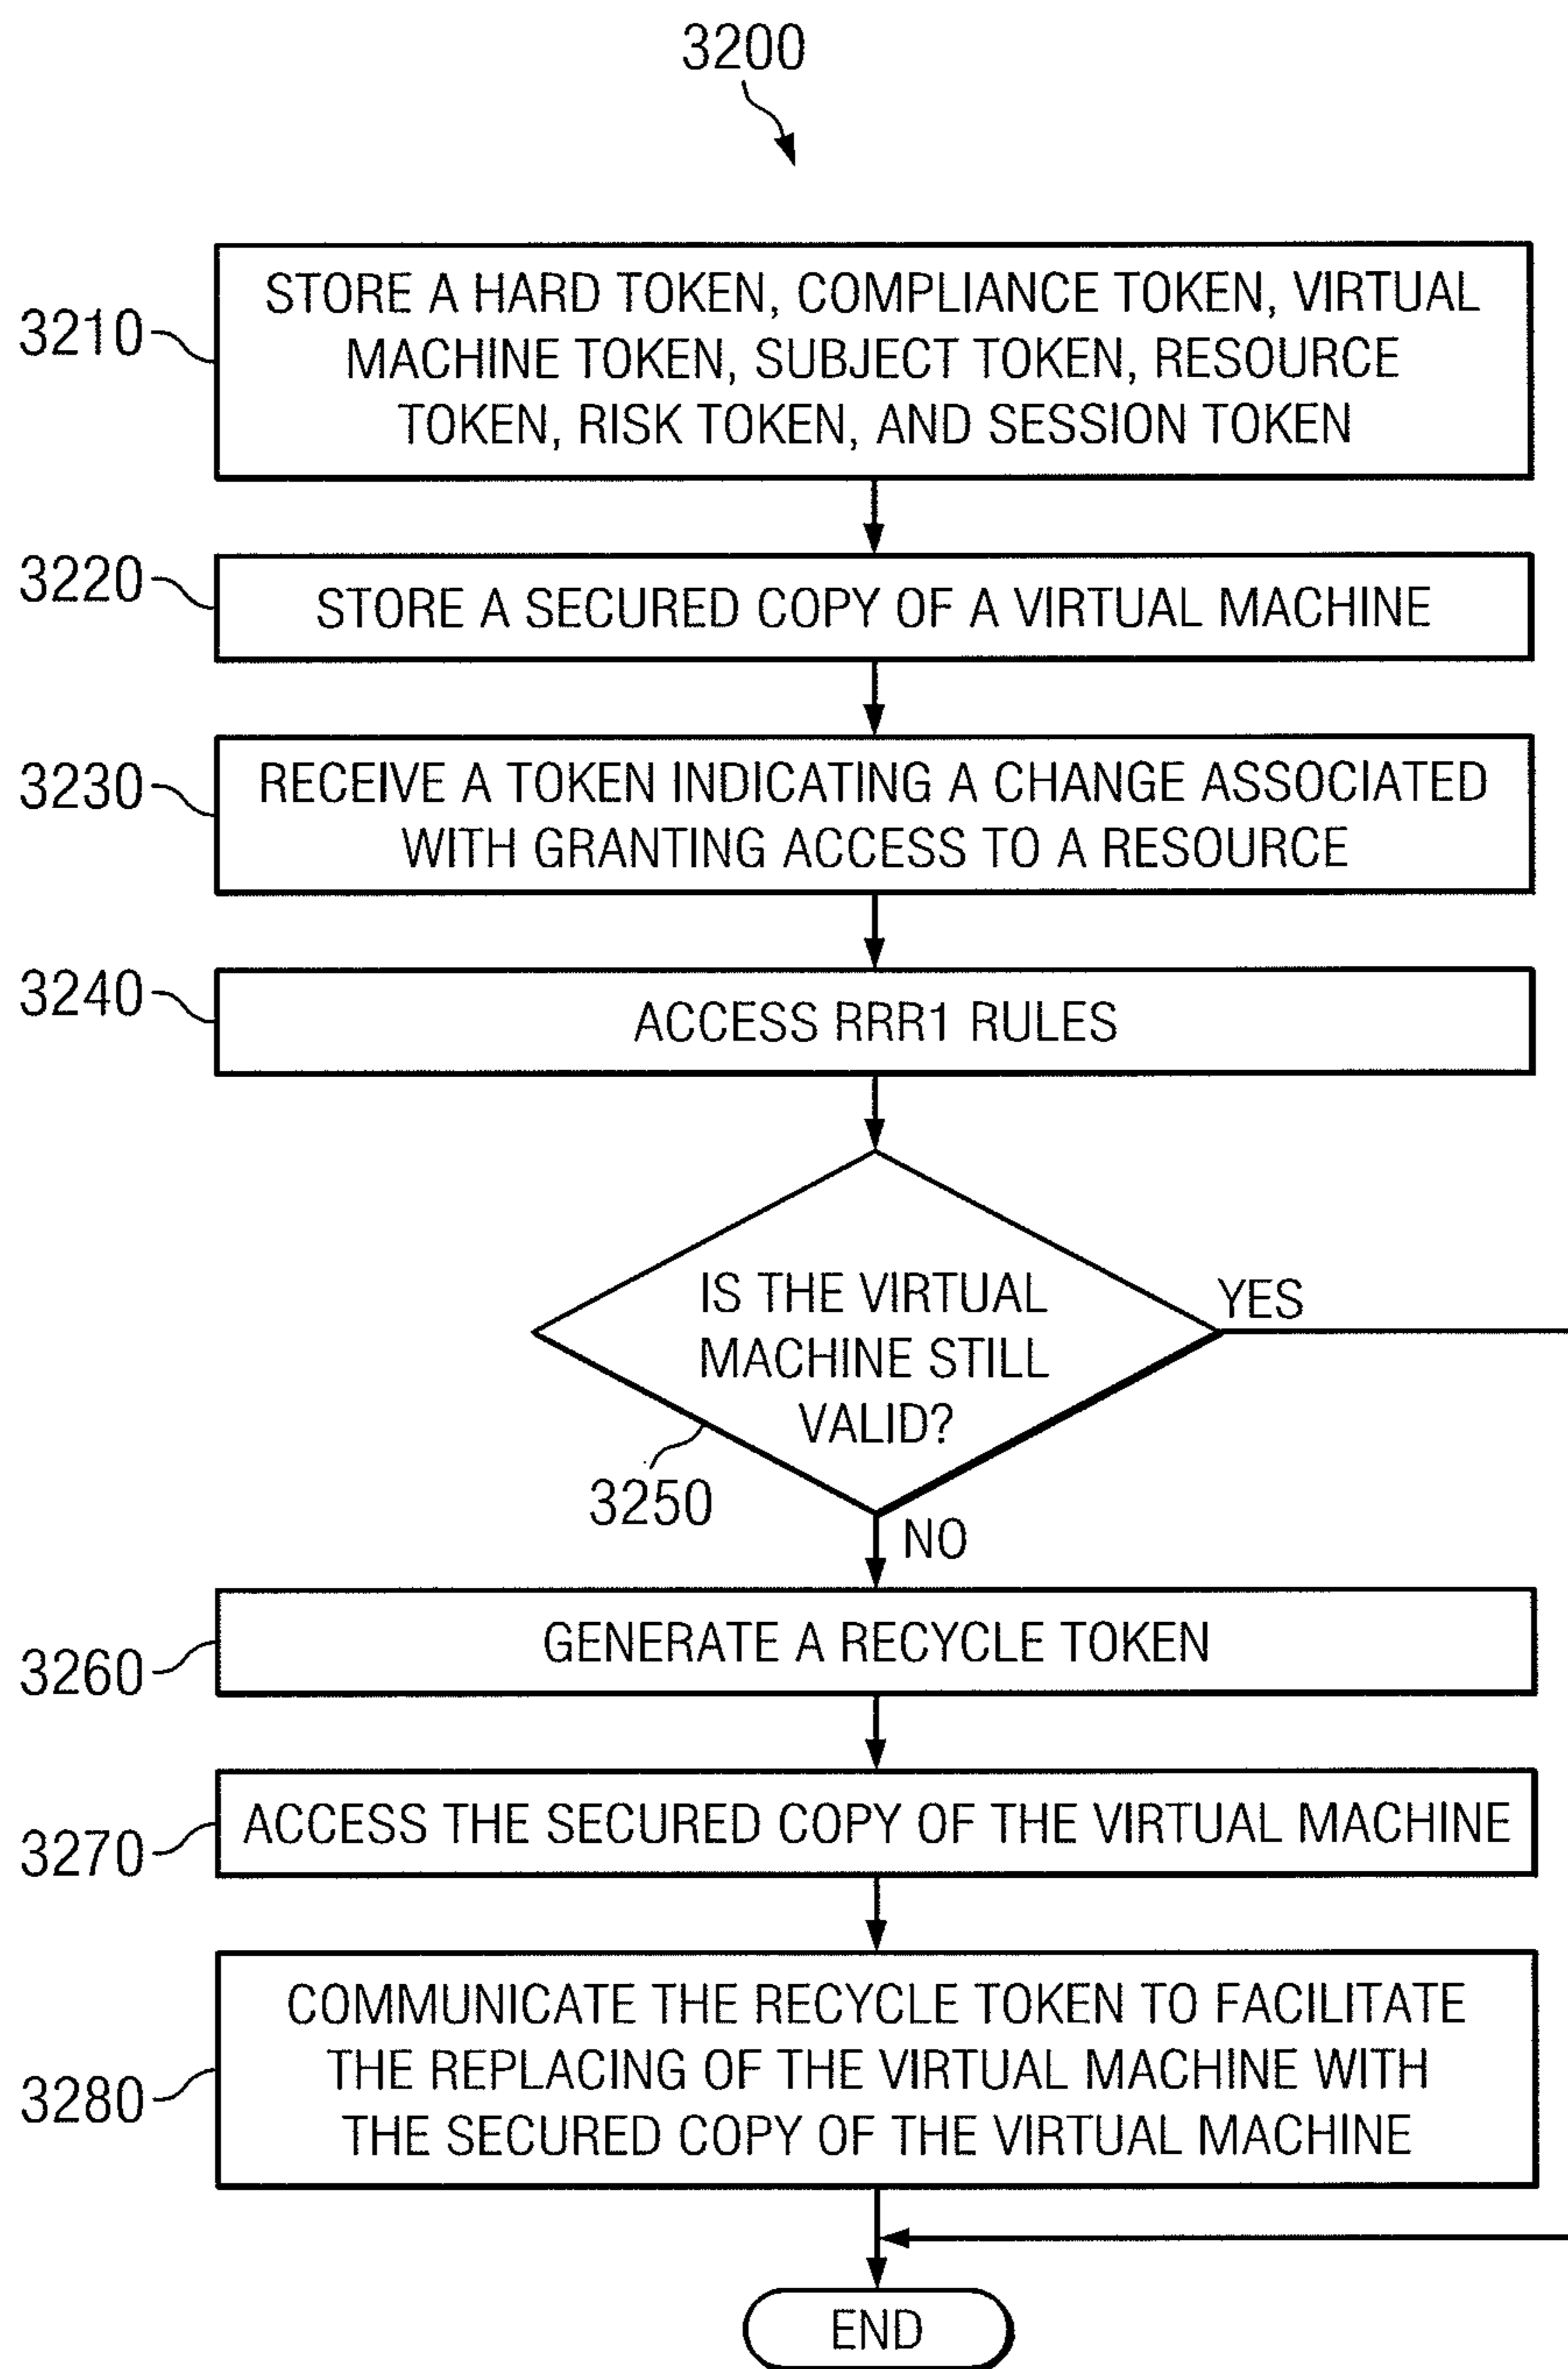 3200
3210
STORE A HARD TOKEN, COMPLIANCE TOKEN, VIRTUAL
MACHINE TOKEN, SUBJECT TOKEN, RESOURCE
TOKEN, RISK TOKEN, AND SESSION TOKEN
3220
STORE A SECURED COPY OF A VIRTUAL MACHINE
3230
RECEIVE A TOKEN INDICATING A CHANGE ASSOCIATED
WITH GRANTING ACCESS TO A RESOURCE
3240
ACCESS RRR1 RULES
IS THE VIRTUAL
MACHINE STILL
VALID?
YES
3250
NO
3260
GENERATE A RECYCLE TOKEN
3270
ACCESS THE SECURED COPY OF THE VIRTUAL MACHINE
3280
COMMUNICATE THE RECYCLE TOKEN TO FACILITATE
THE REPLACING OF THE VIRTUAL MACHINE WITH
THE SECURED COPY OF THE VIRTUAL MACHINE
END